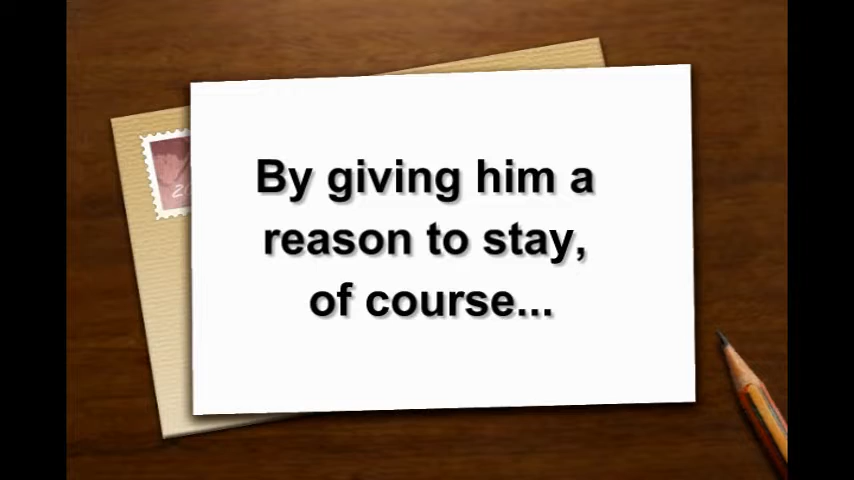 By giving him a
reason to stay,
of course...